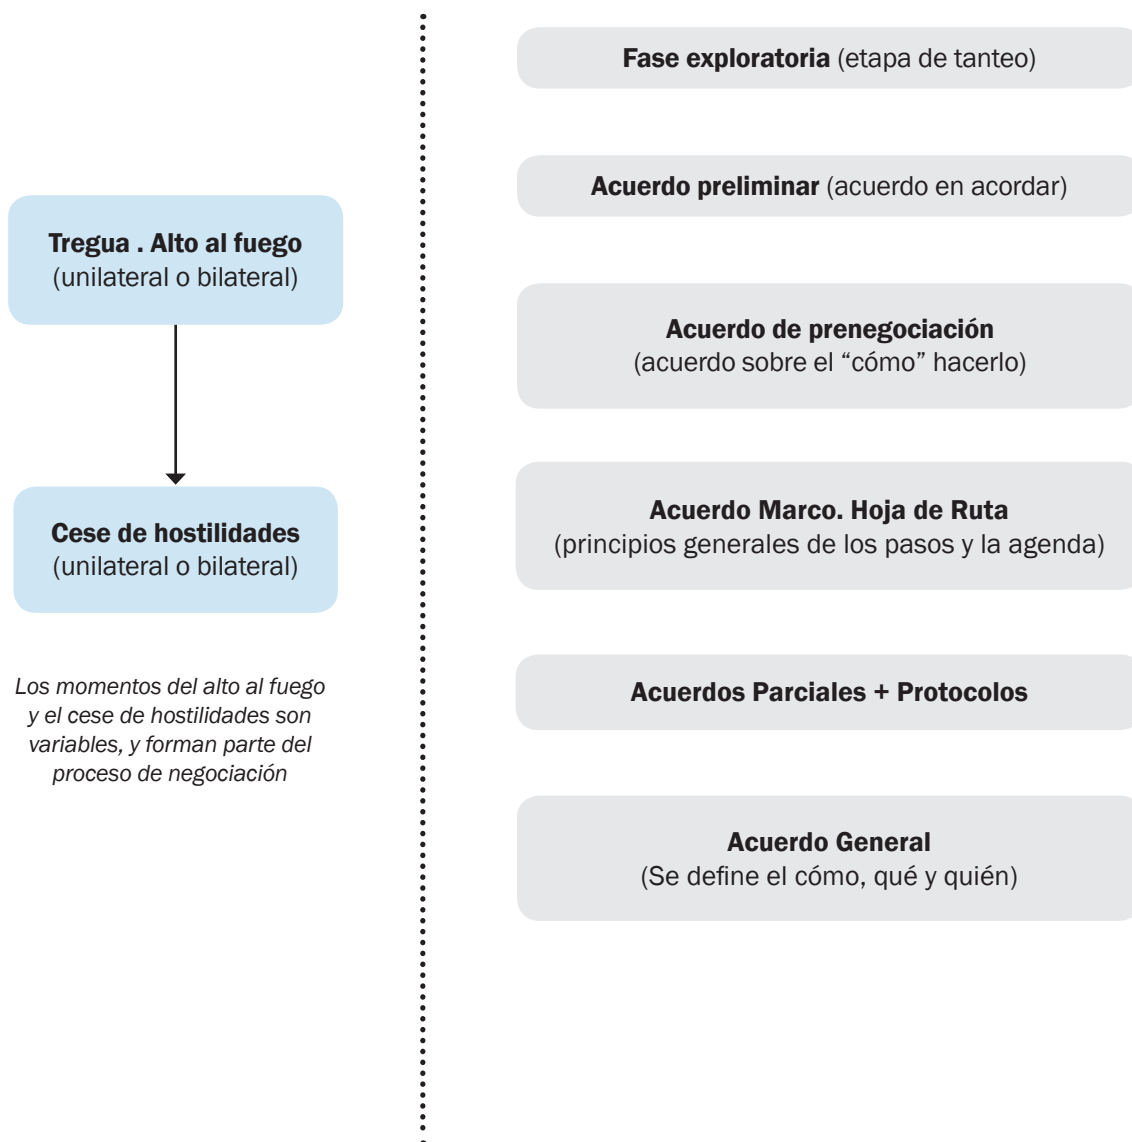 Tregua . Alto al fuego
(unilateral o bilateral)
Cese de hostilidades
(unilateral o bilateral)
Los momentos del alto al fuego
y el cese de hostilidades son
variables, y forman parte del
proceso de negociación
Fase exploratoria (etapa de tanteo)
Acuerdo preliminar (acuerdo en acordar)
Acuerdo de prenegociación
(acuerdo sobre el “cómo” hacerlo)
Acuerdo Marco. Hoja de Ruta
(principios generales de los pasos y la agenda)
Acuerdos Parciales + Protocolos
Acuerdo General
(Se define el cómo, qué y quién)